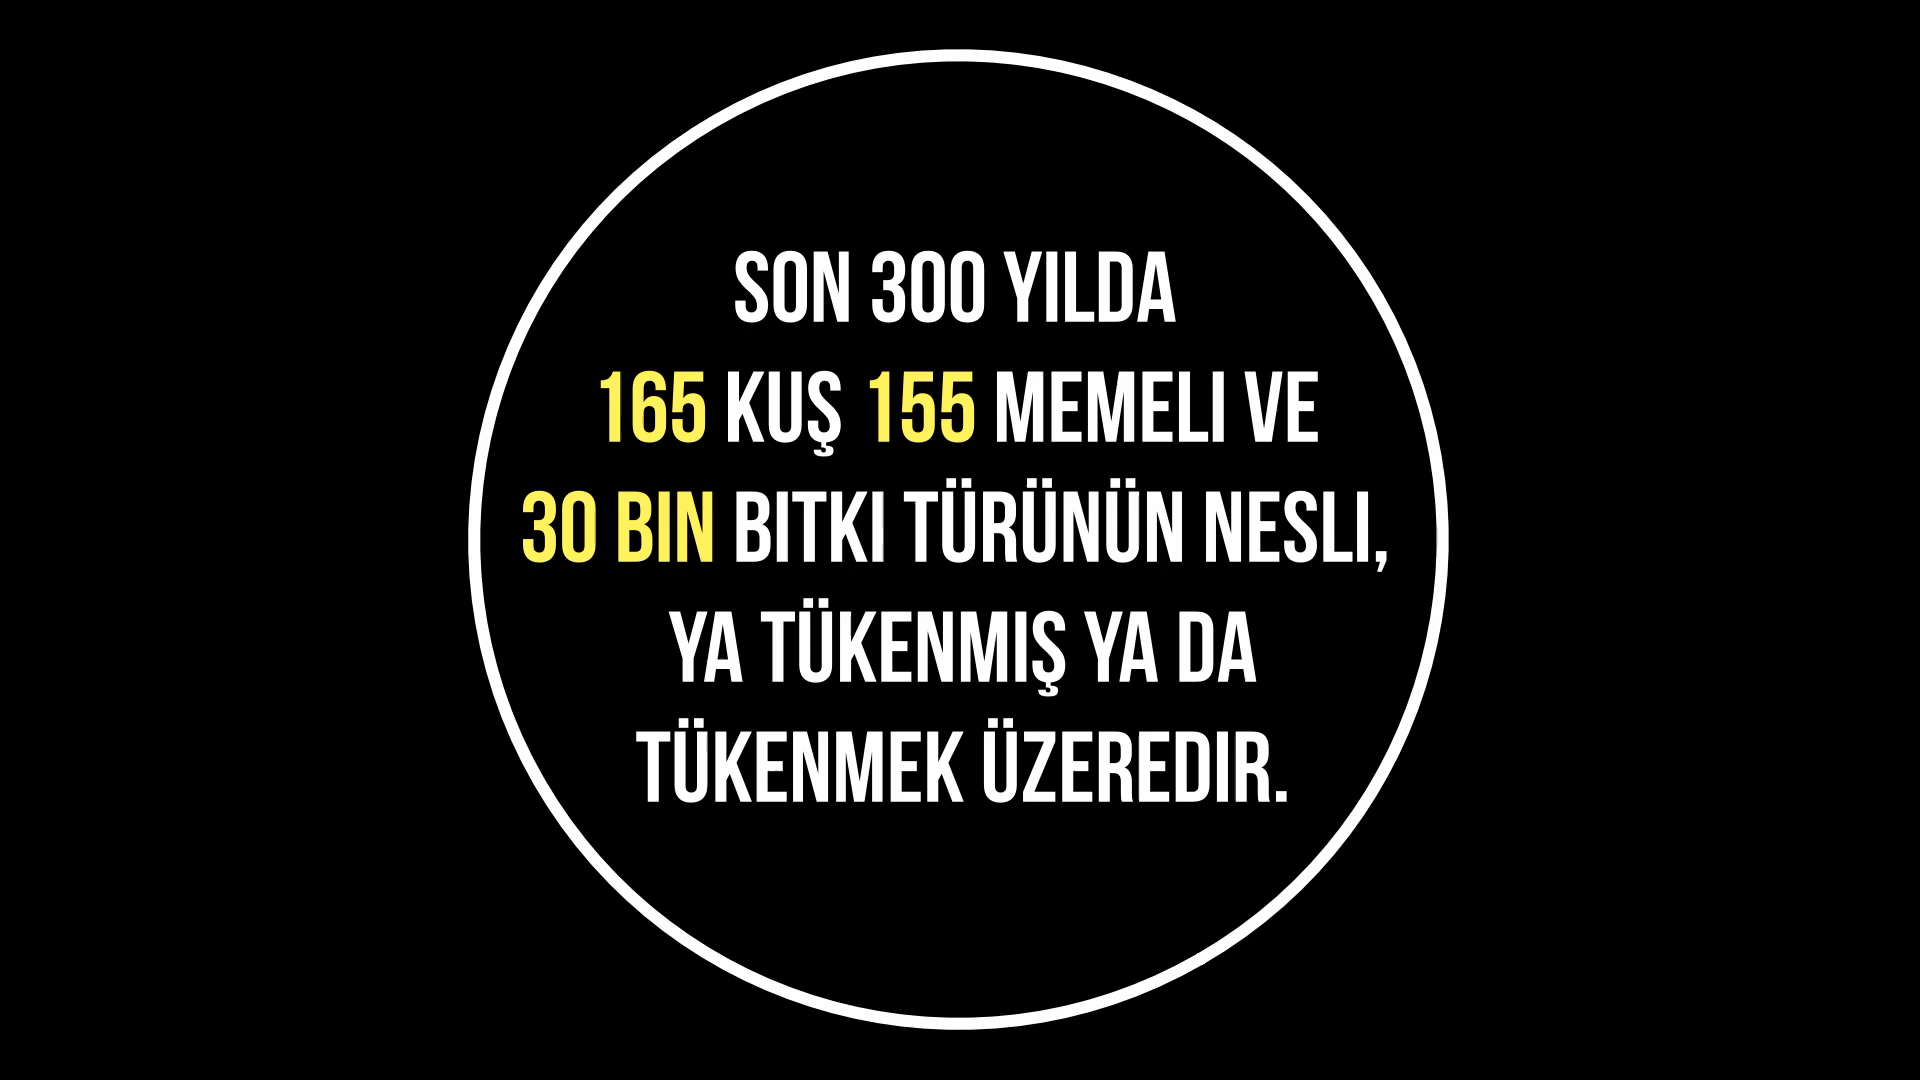 SON 300 YILDA
165 KUŞ 155 MEMELI VE
30 BIN BITKI TÜRÜNÜN NESLI,
YA TÜKENMIŞ YA DA
TÜKENMEK ÜZEREDIR.